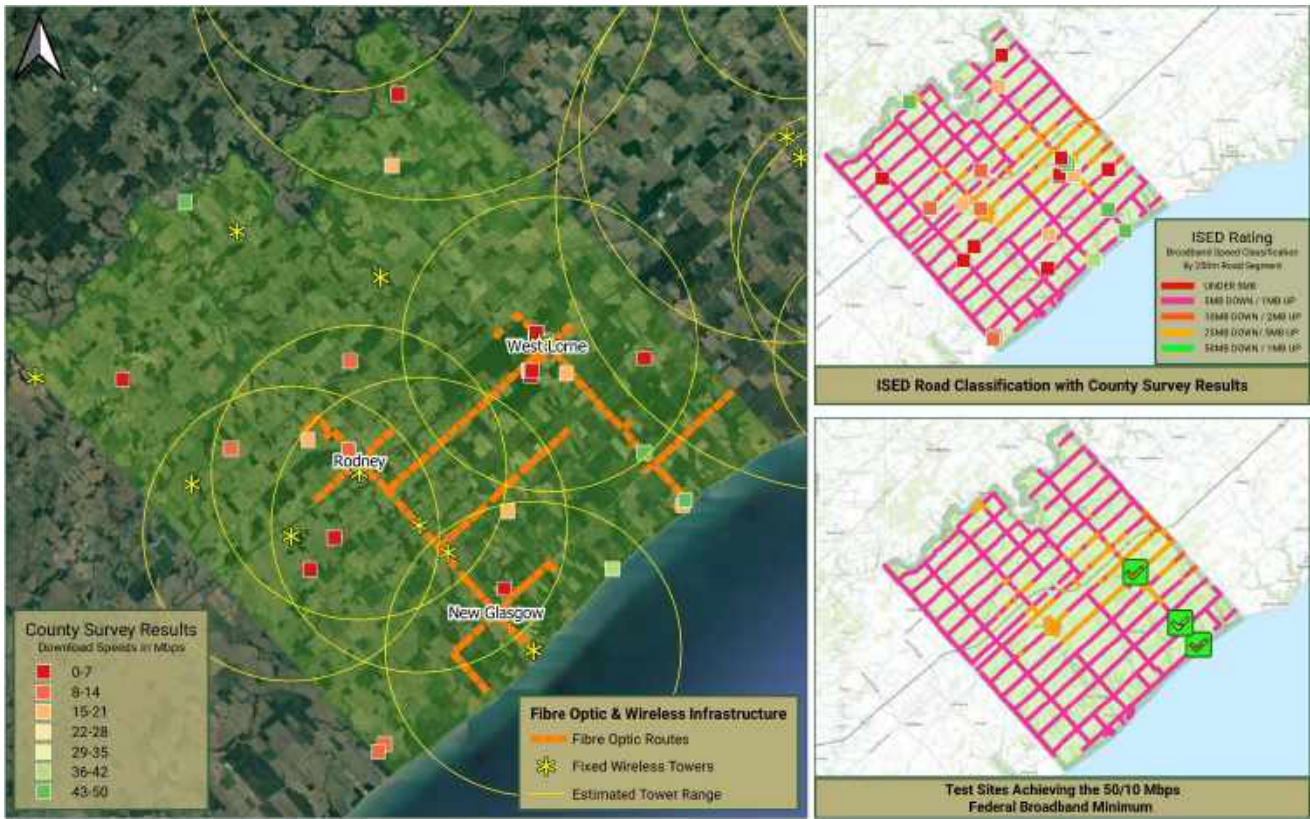 West Lorne
Rodney
New Glasgow
County Survey Results
Download Speeds in Mbps
0-7
8-14
15-21
22-28
29-35
36-42
43-50
Fibre Optic & Wireless Infrastructure
Fibre Optic Routes
Fixed Wireless Towers
Estimated Tower Range
ISED Rating
Broadband Speed Classification
By 250m Road Segment
UNDER 5MB
5MB DOWN / 1MB UP
10MB DOWN / 2MB UP
25MB DOWN / 5MB UP
50MB DOWN / 1MB UP
ISED Road Classification with County Survey Results
Test Sites Achieving the 50/10 Mbps
Federal Broadband Minimum